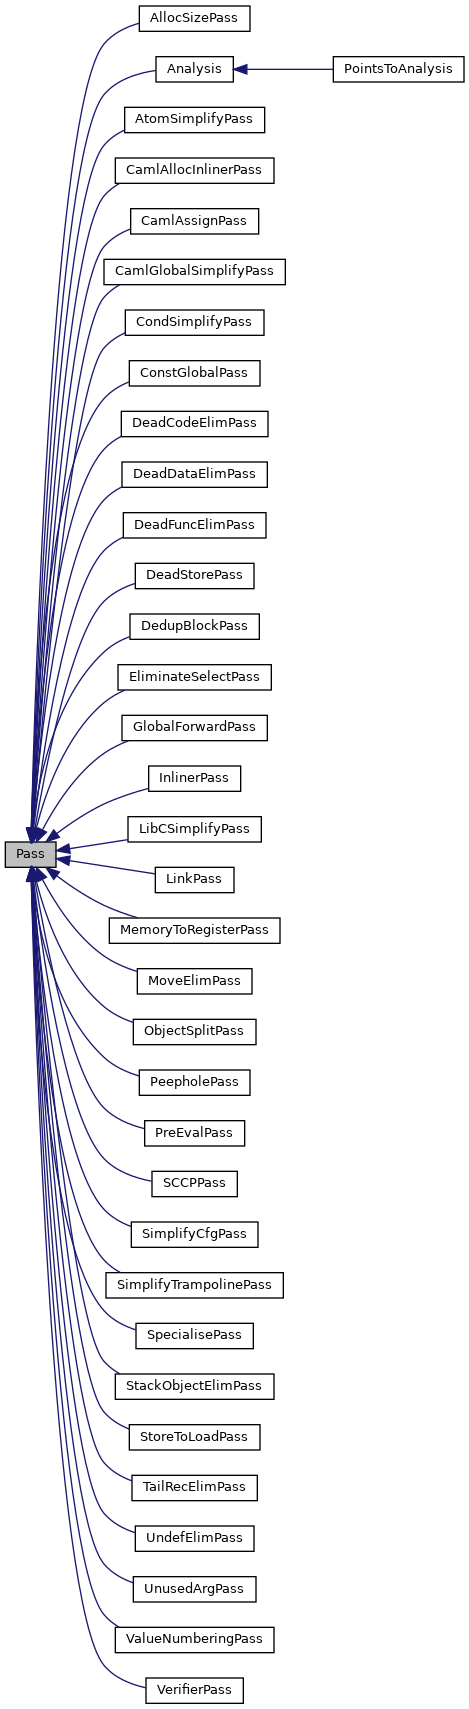 AllocSizePass
Analysis
PointsToAnalysis
AtomSimplifyPass
CamlAllocInlinerPass
CamlAssignPass
CamlGlobalSimplifyPass
CondSimplifyPass
ConstGlobalPass
DeadCodeElimPass
DeadDataElimPass
DeadFuncElimPass
DeadStorePass
DedupBlockPass
EliminateSelectPass
GlobalForwardPass
InlinerPass
LibCSimplifyPass
Pass
LinkPass
MemoryToRegisterPass
MoveElimPass
ObjectSplitPass
PeepholePass
PreEvalPass
SCCPPass
SimplifyCfgPass
SimplifyTrampolinePass
SpecialisePass
StackObjectElimPass
StoreToLoadPass
TailRecElimPass
UndefElimPass
UnusedArgPass
ValueNumberingPass
VerifierPass